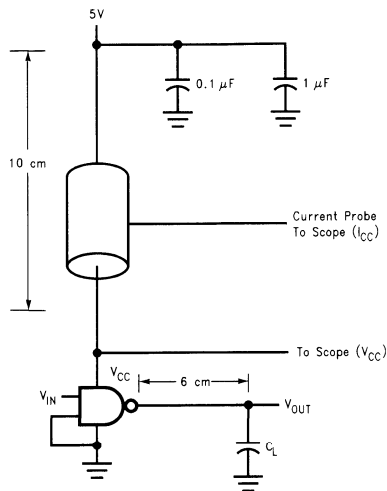 5V
0.1 μF
1 μF
10 cm
Current Probe
To Scope (I_CC)
To Scope (V_CC)
V_CC
6 cm
V_IN
V_OUT
C_L